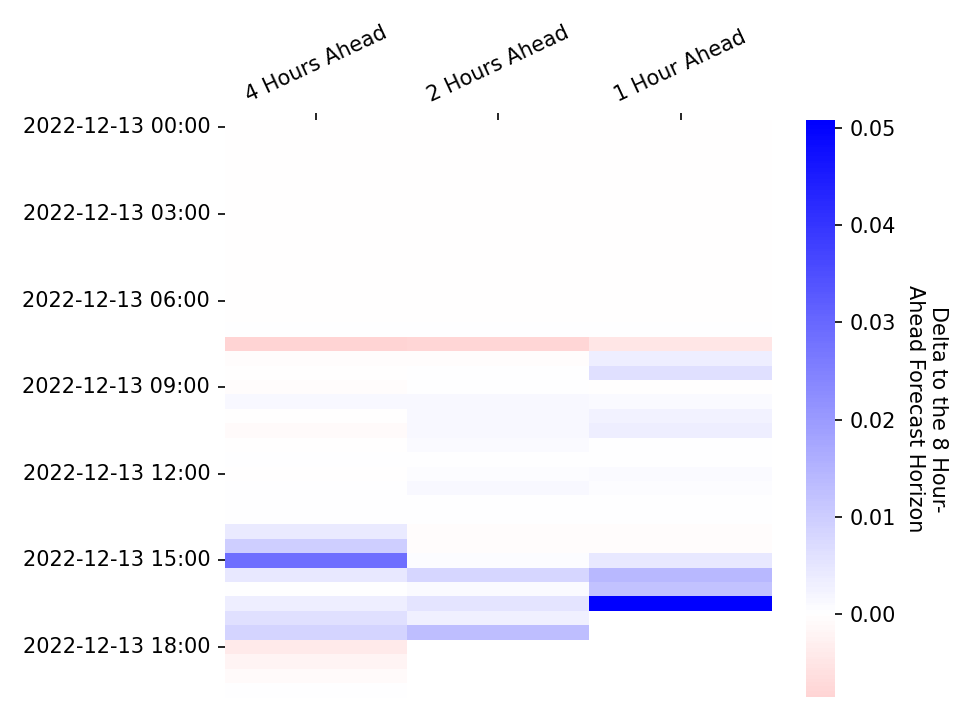 4 Hours Ahead
2 Hours Ahead
1 Hour Ahead
2022-12-13 00:00
2022-12-13 03:00
2022-12-13 06:00
2022-12-13 09:00
2022-12-13 12:00
2022-12-13 15:00
2022-12-13 18:00
0.05
0.04
0.03
0.02
0.01
0.00
Delta to the 8 Hour-
Ahead Forecast Horizon